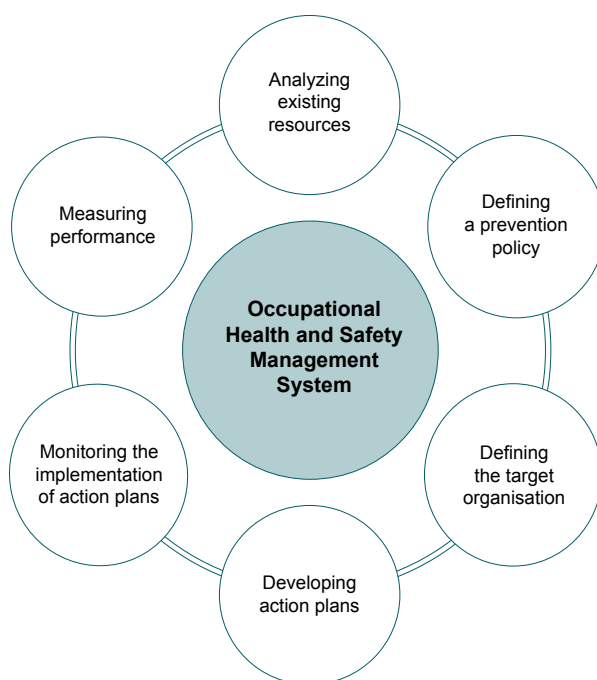 Analyzing
existing
resources
Defining
a prevention
policy
Defining
the target
organisation
Developing
action plans
Monitoring the
implementation
of action plans
Measuring
performance
Occupational
Health and Safety
Management
System